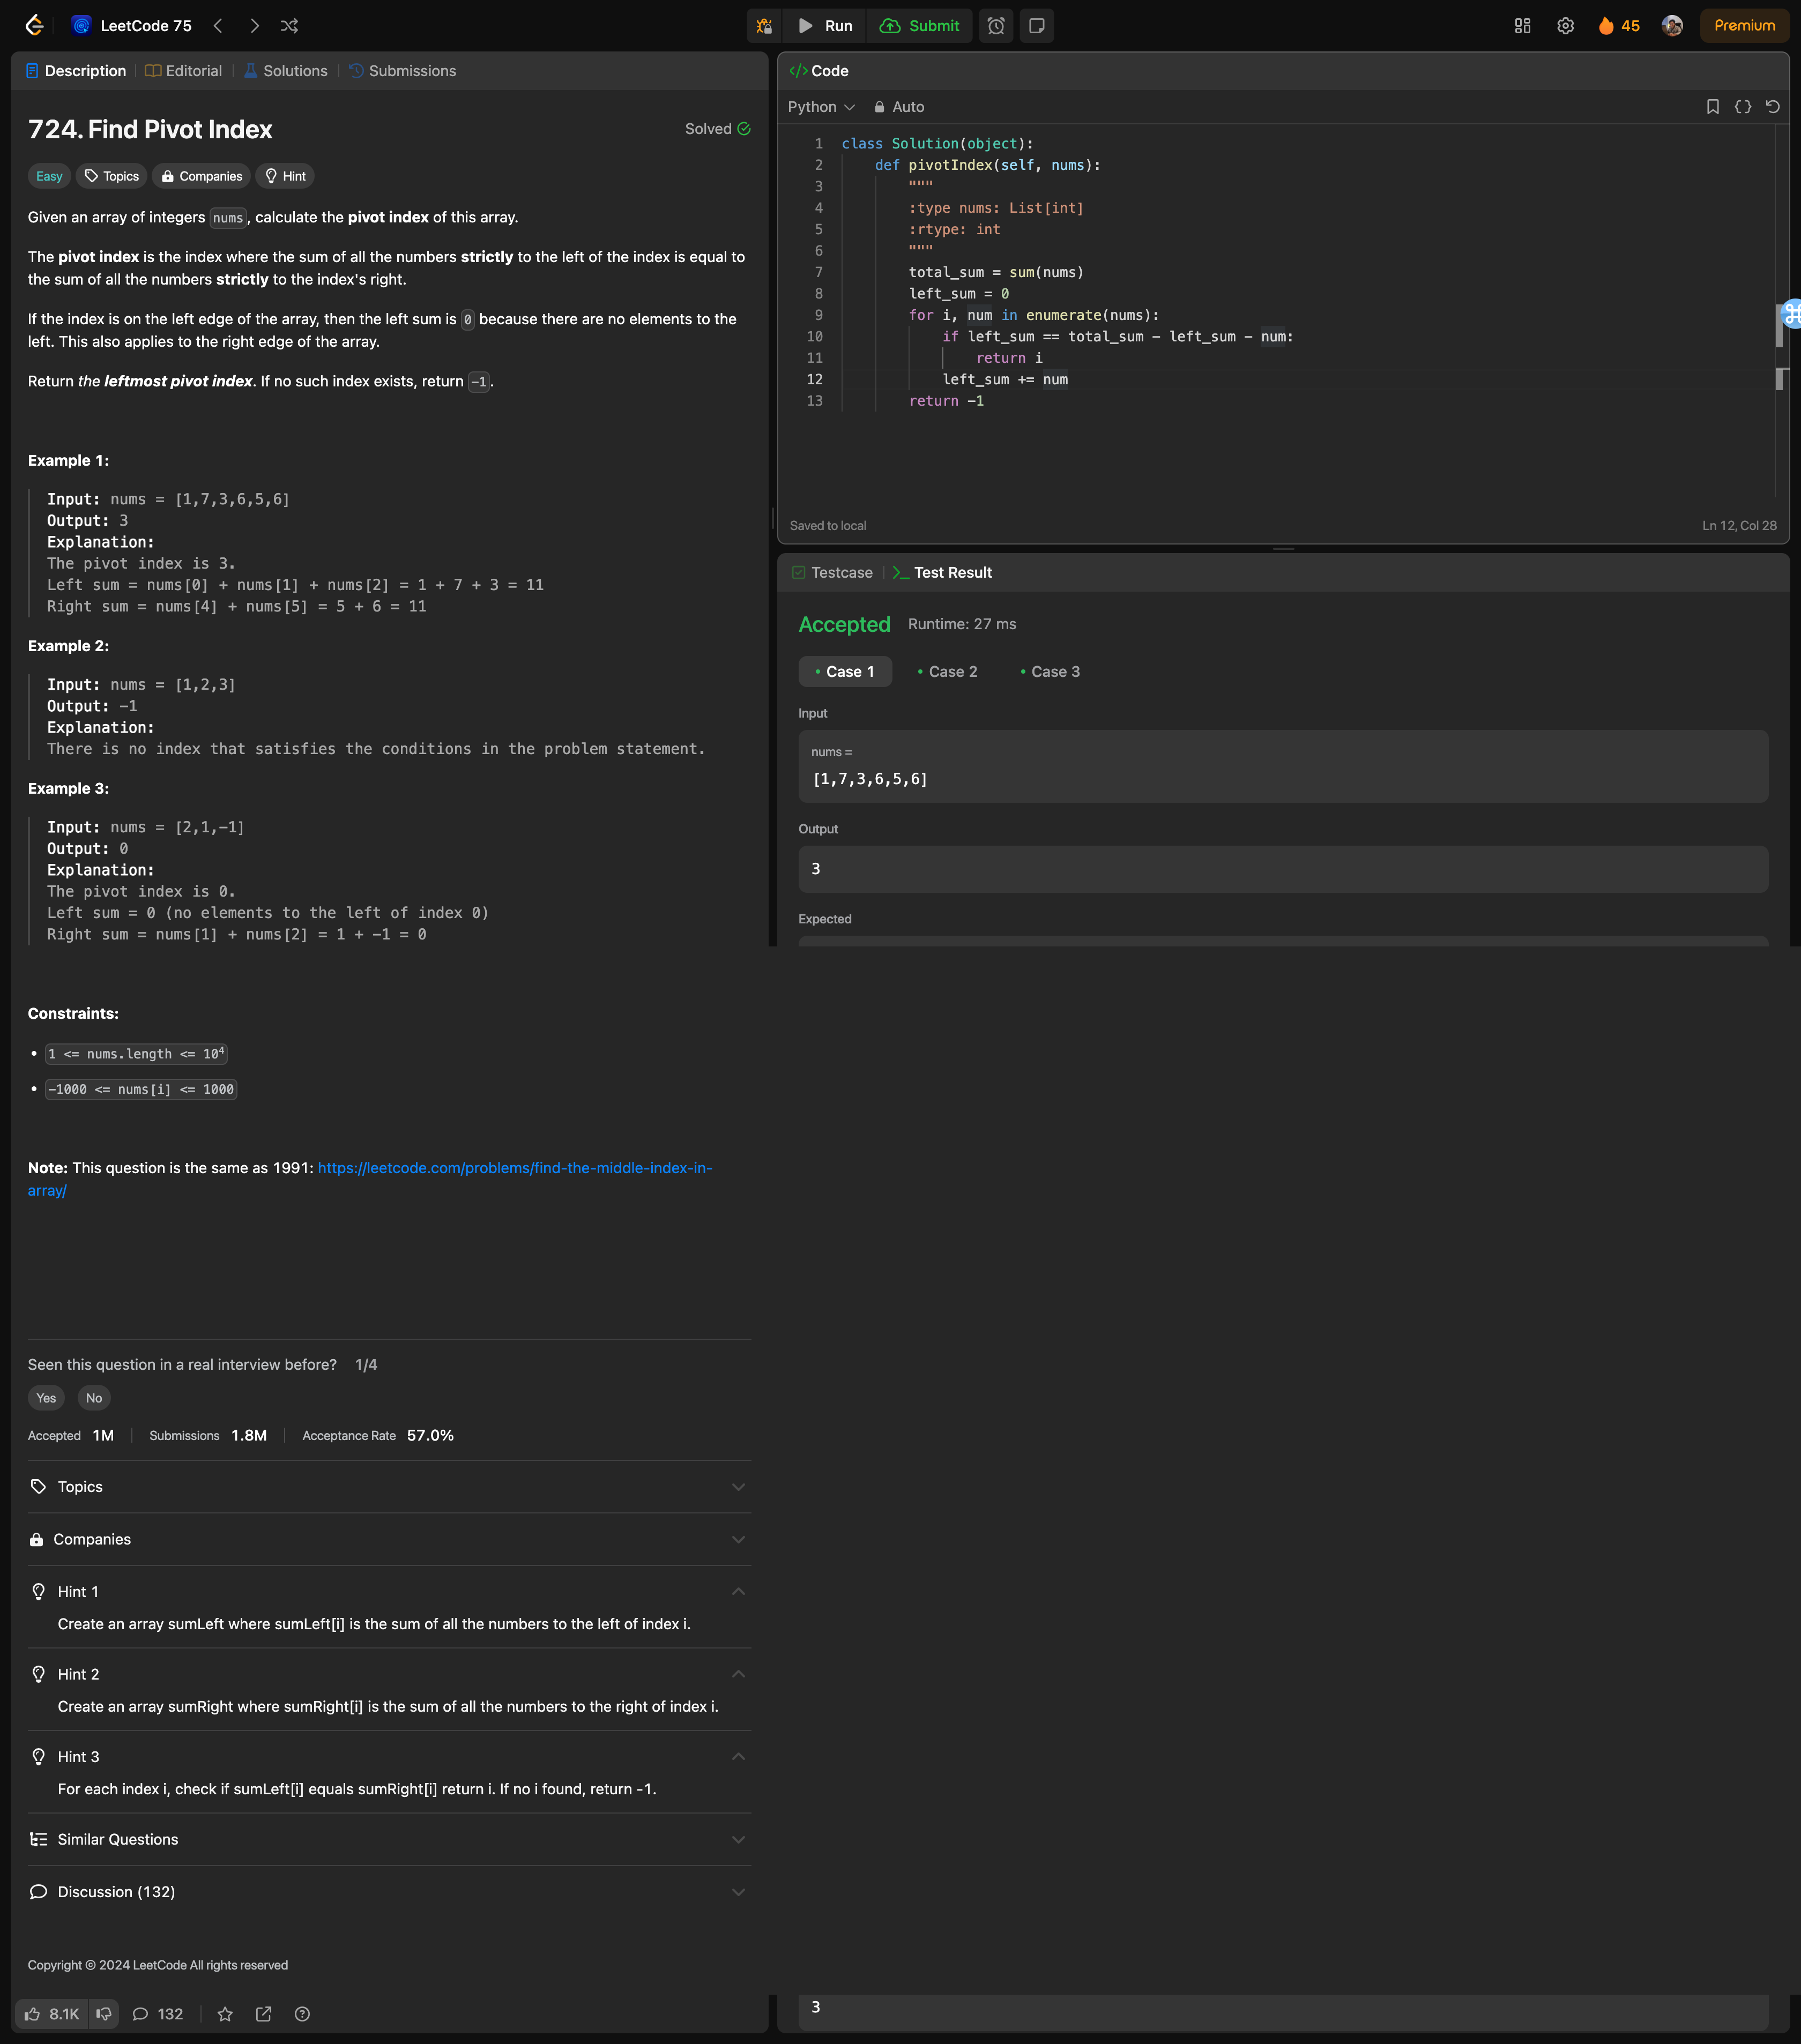 LeetCode 75
Run
Submit
45
Premium
Description
Editorial
Solutions
Submissions
724. Find Pivot Index
Solved
Easy
Topics
Companies
Hint
Given an array of integers nums, calculate the pivot index of this array.
The pivot index is the index where the sum of all the numbers strictly to the left of the index is equal to
the sum of all the numbers strictly to the index's right.
If the index is on the left edge of the array, then the left sum is 0 because there are no elements to the
left. This also applies to the right edge of the array.
Return the leftmost pivot index. If no such index exists, return -1.
Example 1:
Input: nums = [1,7,3,6,5,6]
Output: 3
Explanation:
The pivot index is 3.
Left sum = nums[0] + nums[1] + nums[2] = 1 + 7 + 3 = 11
Right sum = nums[4] + nums[5] = 5 + 6 = 11
Example 2:
Input: nums = [1,2,3]
Output: -1
Explanation:
There is no index that satisfies the conditions in the problem statement.
Example 3:
Input: nums = [2,1,-1]
Output: 0
Explanation:
The pivot index is 0.
Left sum = 0 (no elements to the left of index 0)
Right sum = nums[1] + nums[2] = 1 + -1 = 0
Constraints:
• 1 <= nums.length <= 10⁴
• -1000 <= nums[i] <= 1000
Note: This question is the same as 1991: https://leetcode.com/problems/find-the-middle-index-in-
array/
Seen this question in a real interview before? 1/4
Yes
No
Accepted 1M
Submissions 1.8M
Acceptance Rate 57.0%
Topics
Companies
Hint 1
Create an array sumLeft where sumLeft[i] is the sum of all the numbers to the left of index i.
Hint 2
Create an array sumRight where sumRight[i] is the sum of all the numbers to the right of index i.
Hint 3
For each index i, check if sumLeft[i] equals sumRight[i] return i. If no i found, return -1.
Similar Questions
Discussion (132)
Copyright © 2024 LeetCode All rights reserved
8.1K
132
</> Code
Python
Auto
1 class Solution(object):
2     def pivotIndex(self, nums):
3         """
4         :type nums: List[int]
5         :rtype: int
6         """
7         total_sum = sum(nums)
8         left_sum = 0
9         for i, num in enumerate(nums):
10             if left_sum == total_sum - left_sum - num:
11                 return i
12             left_sum += num
13         return -1
Saved to local
Ln 12, Col 28
Testcase
Test Result
Accepted
Runtime: 27 ms
• Case 1
• Case 2
• Case 3
Input
nums =
[1,7,3,6,5,6]
Output
3
Expected
3